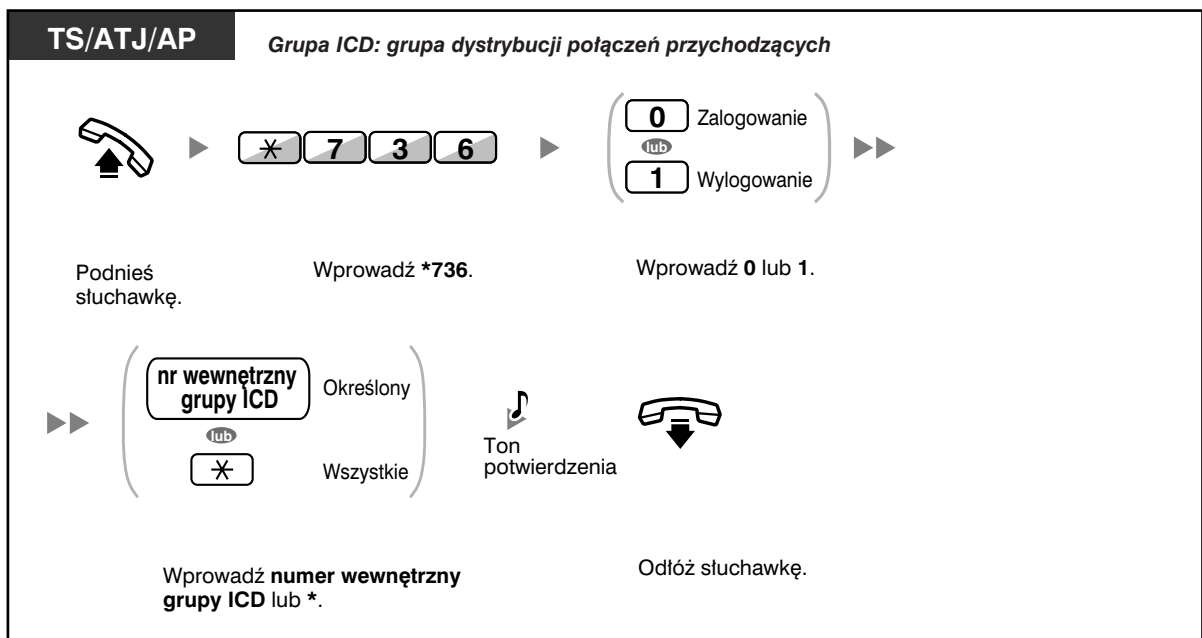 TS/ATJ/AP
Grupa ICD: grupa dystrybucji połączeń przychodzących
* 7 3 6
0 Zalogowanie
lub
1 Wylogowanie
Podnieś
słuchawkę.
Wprowadź *736.
Wprowadź 0 lub 1.
nr wewnętrzny
grupy ICD
Określony
lub
* Wszystkie
Ton
potwierdzenia
Wprowadź numer wewnętrzny
grupy ICD lub *.
Odłóż słuchawkę.